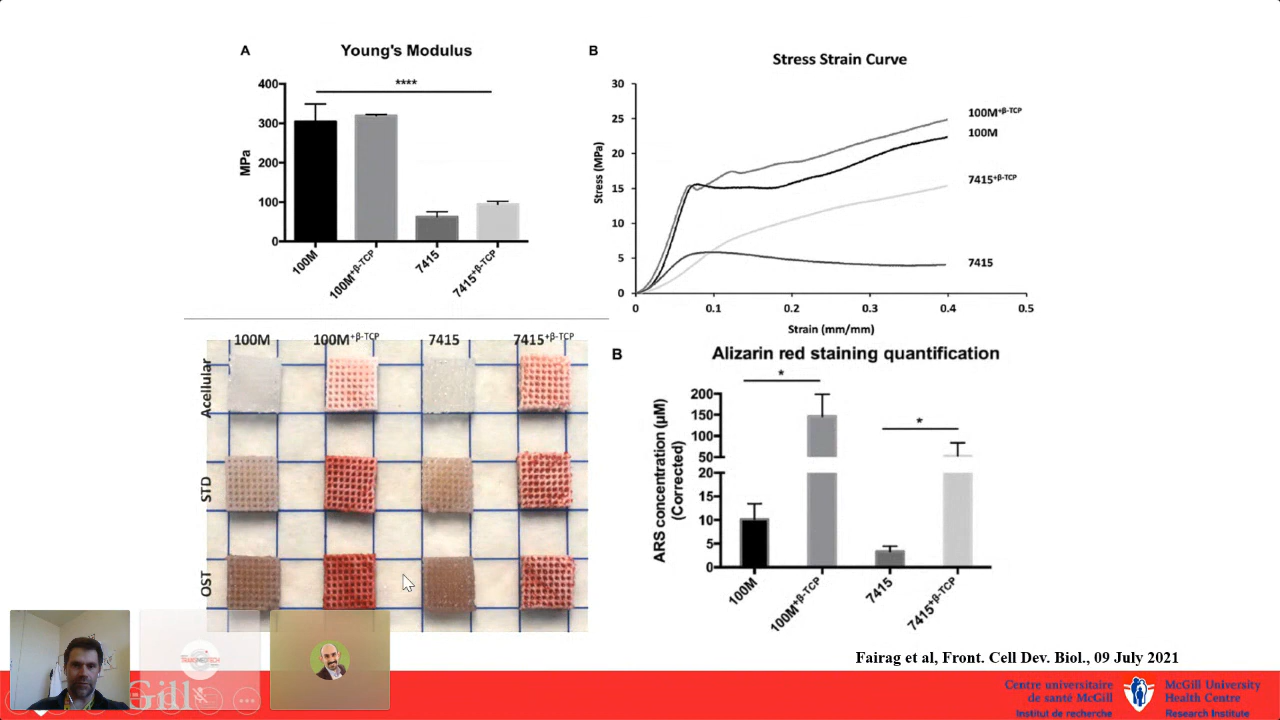 A
Young's Modulus
400
300
200
100
0
MPa
****
100M
100M+β-TCP
7415
7415+β-TCP
B
Stress Strain Curve
30
25
20
15
10
5
0
Stress (MPa)
0
0.1
0.2
0.3
0.4
0.5
Strain (mm/mm)
100M+β-TCP
100M
7415+β-TCP
7415
100M
100M+β-TCP
7415
7415+β-TCP
Acellular
STD
OST
B
Alizarin red staining quantification
ARS concentration (μM)
(Corrected)
200
150
100
50
20
15
10
5
0
*
*
100M
100M+β-TCP
7415
7415+β-TCP
Fairag et al, Front. Cell Dev. Biol., 09 July 2021
Gill
Centre universitaire
de santé McGill
Institut de recherche
McGill University
Health Centre
Research Institute